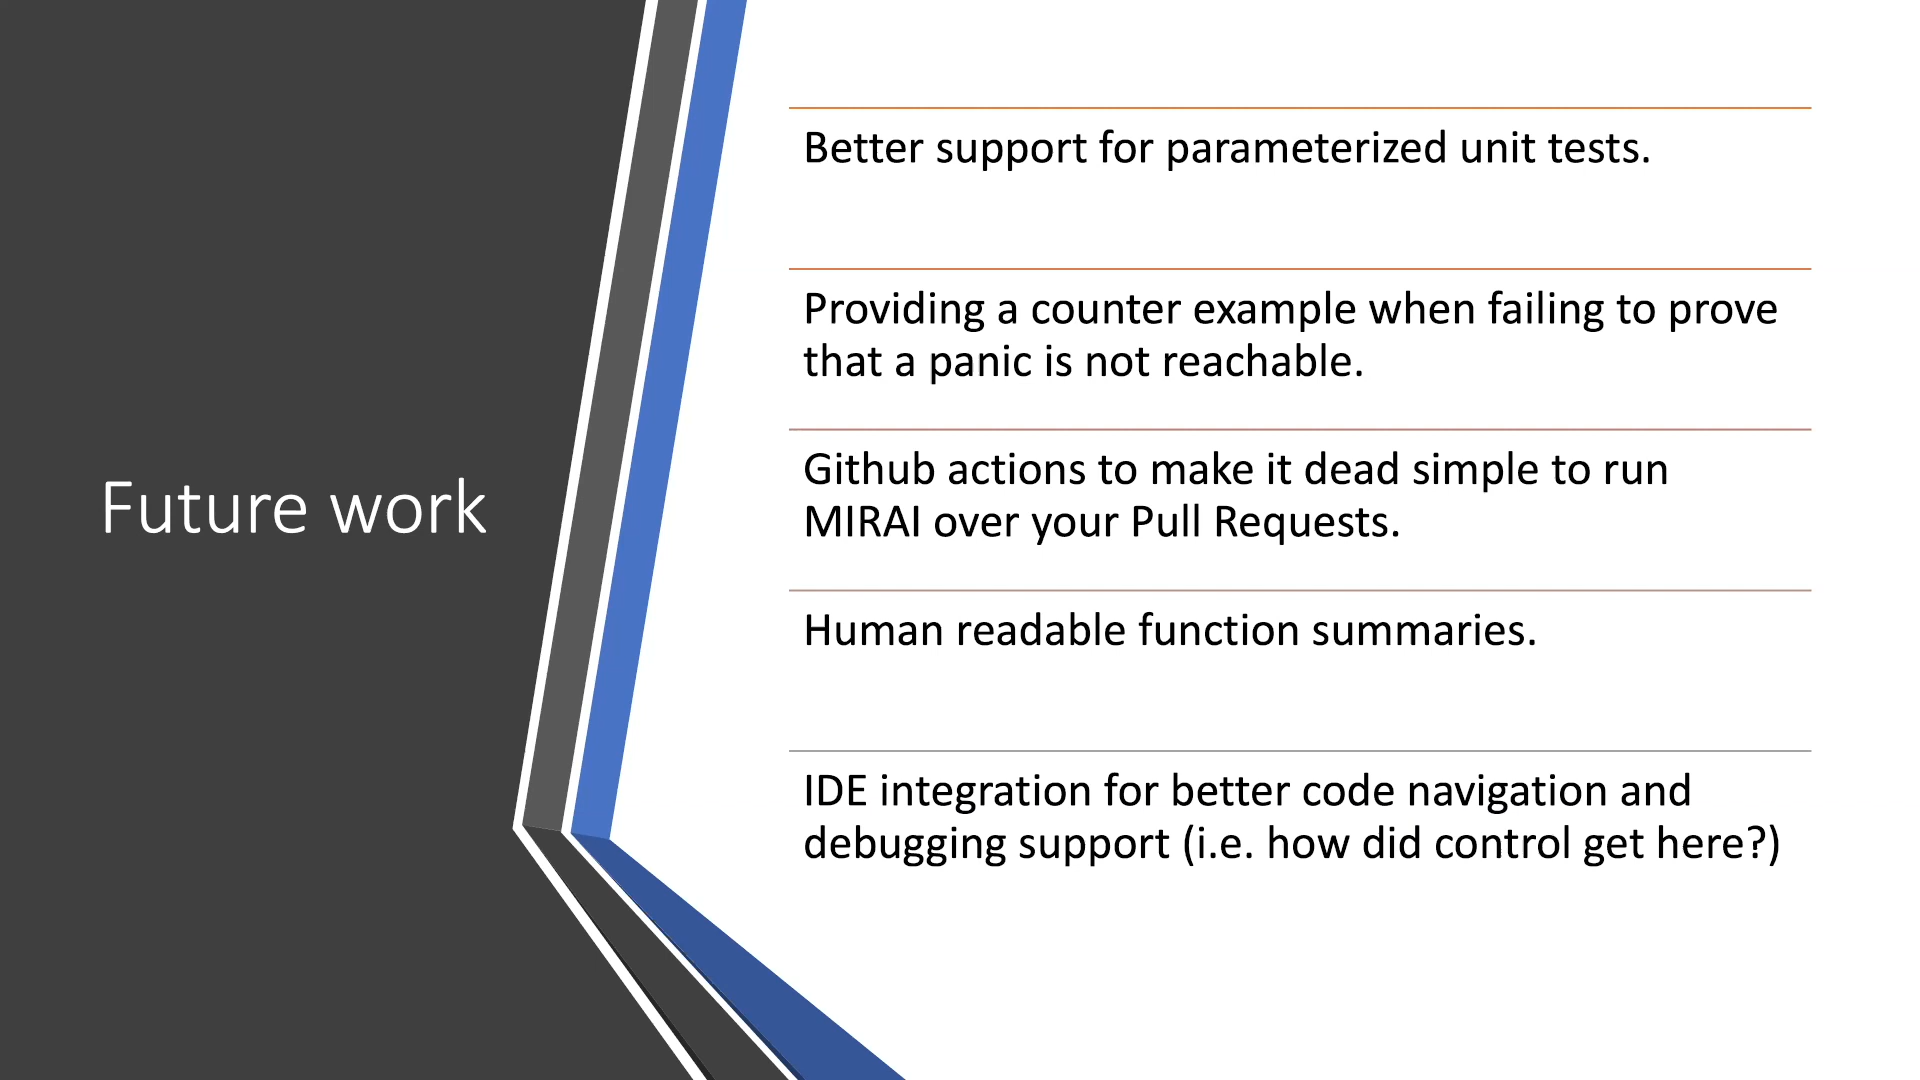 Future work
Better support for parameterized unit tests.
Providing a counter example when failing to prove
that a panic is not reachable.
Github actions to make it dead simple to run
MIRAI over your Pull Requests.
Human readable function summaries.
IDE integration for better code navigation and
debugging support (i.e. how did control get here?)